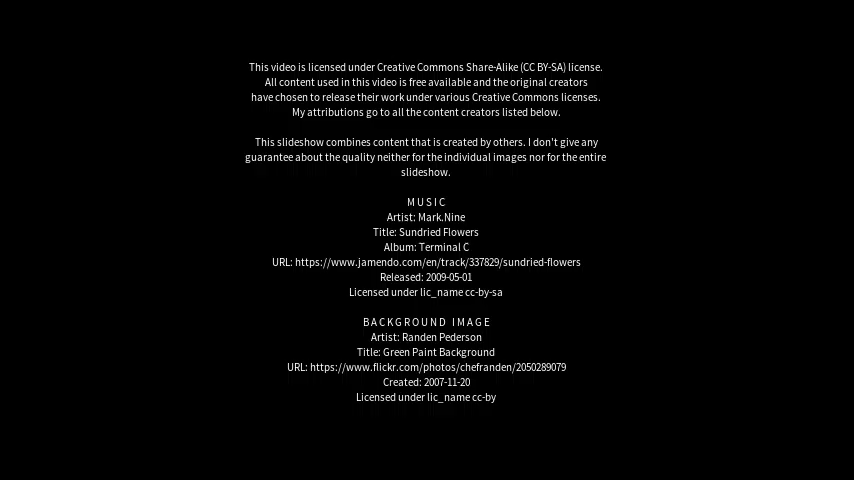 This video is licensed under Creative Commons Share-Alike (CC BY-SA) license.
All content used in this video is free available and the original creators
have chosen to release their work under various Creative Commons licenses.
My attributions go to all the content creators listed below.
This slideshow combines content that is created by others. I don't give any
guarantee about the quality neither for the individual images nor for the entire
slideshow.
MUSIC
Artist: Mark.Nine
Title: Sundried Flowers
Album: Terminal C
URL: https://www.jamendo.com/en/track/337829/sundried-flowers
Released: 2009-05-01
Licensed under lic_name cc-by-sa
BACKGROUND IMAGE
Artist: Randen Pederson
Title: Green Paint Background
URL: https://www.flickr.com/photos/chefranden/2050289079
Created: 2007-11-20
Licensed under lic_name cc-by